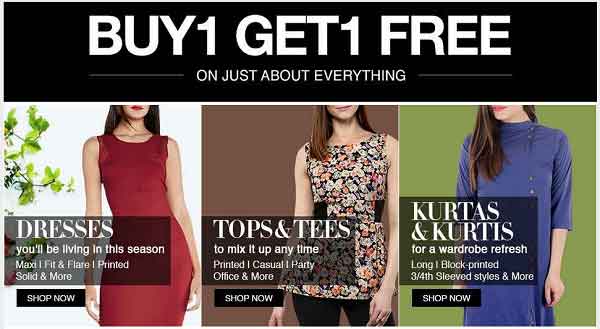 BUY1 GET1 FREE
ON JUST ABOUT EVERYTHING
DRESSES
you'll be living in this season
Maxi I Fit & Flare I Printed
Solid & More
SHOP NOW
TOPS & TEES
to mix it up any time
Printed I Casual I Party
Office & More
SHOP NOW
KURTAS
& KURTIS
for a wardrobe refresh
Long I Block-printed
3/4th Sleeved styles & More
SHOP NOW